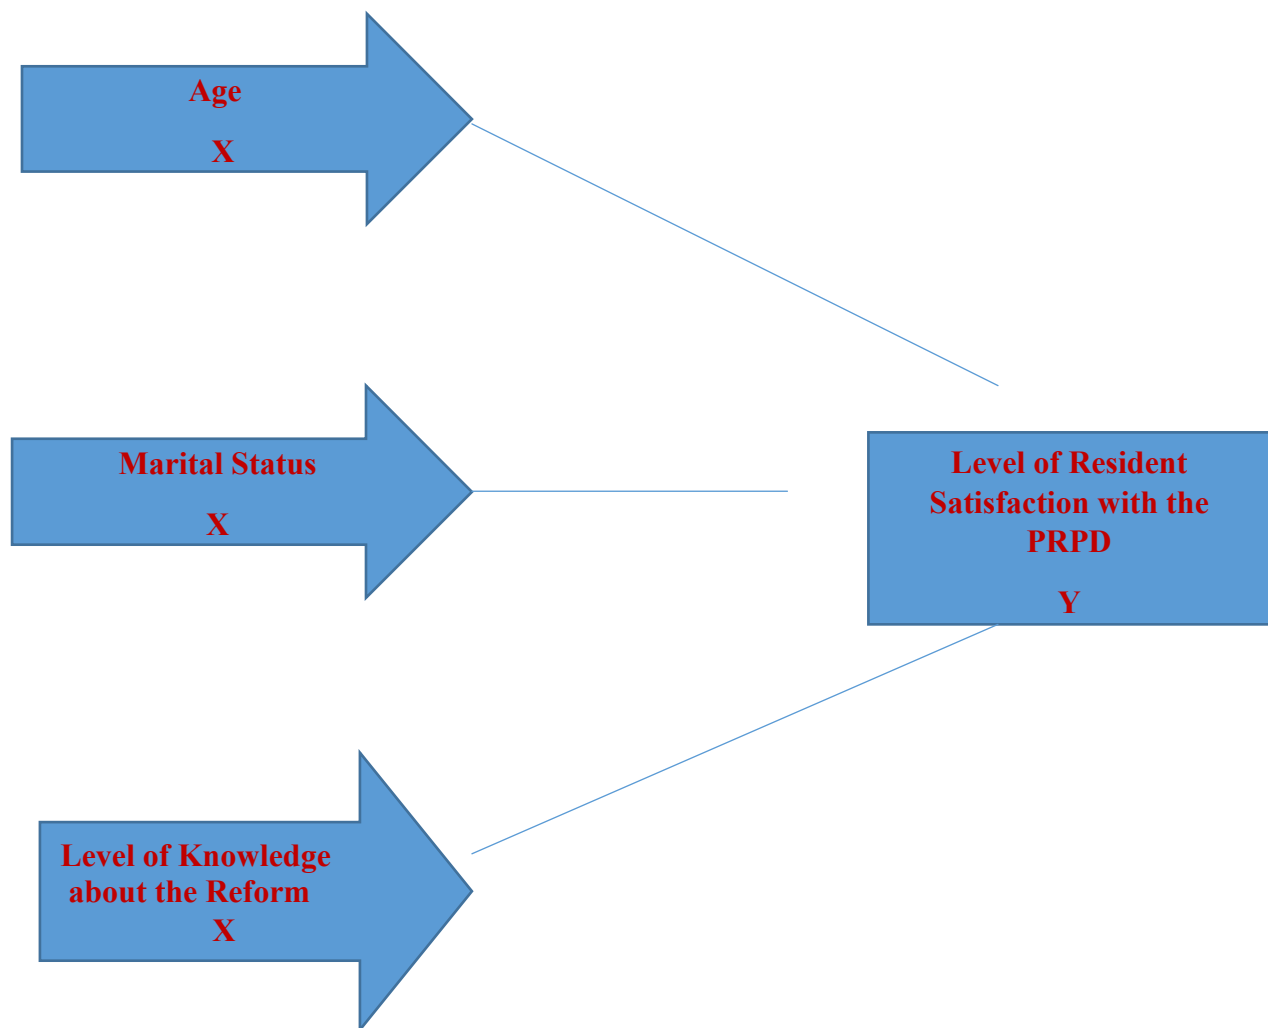 Age
X
Marital Status
X
Level of Resident
Satisfaction with the
PRPD
Y
Level of Knowledge
about the Reform
X